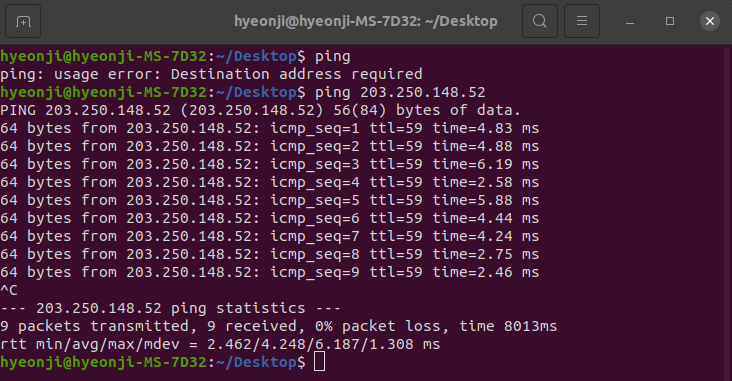 hyeonji@hyeonji-MS-7D32: ~/Desktop
hyeonji@hyeonji-MS-7D32:~/Desktop$ ping
ping: usage error: Destination address required
hyeonji@hyeonji-MS-7D32:~/Desktop$ ping 203.250.148.52
PING 203.250.148.52 (203.250.148.52) 56(84) bytes of data.
64 bytes from 203.250.148.52: icmp_seq=1 ttl=59 time=4.83 ms
64 bytes from 203.250.148.52: icmp_seq=2 ttl=59 time=4.88 ms
64 bytes from 203.250.148.52: icmp_seq=3 ttl=59 time=6.19 ms
64 bytes from 203.250.148.52: icmp_seq=4 ttl=59 time=2.58 ms
64 bytes from 203.250.148.52: icmp_seq=5 ttl=59 time=5.88 ms
64 bytes from 203.250.148.52: icmp_seq=6 ttl=59 time=4.44 ms
64 bytes from 203.250.148.52: icmp_seq=7 ttl=59 time=4.24 ms
64 bytes from 203.250.148.52: icmp_seq=8 ttl=59 time=2.75 ms
64 bytes from 203.250.148.52: icmp_seq=9 ttl=59 time=2.46 ms
^C
--- 203.250.148.52 ping statistics ---
9 packets transmitted, 9 received, 0% packet loss, time 8013ms
rtt min/avg/max/mdev = 2.462/4.248/6.187/1.308 ms
hyeonji@hyeonji-MS-7D32:~/Desktop$